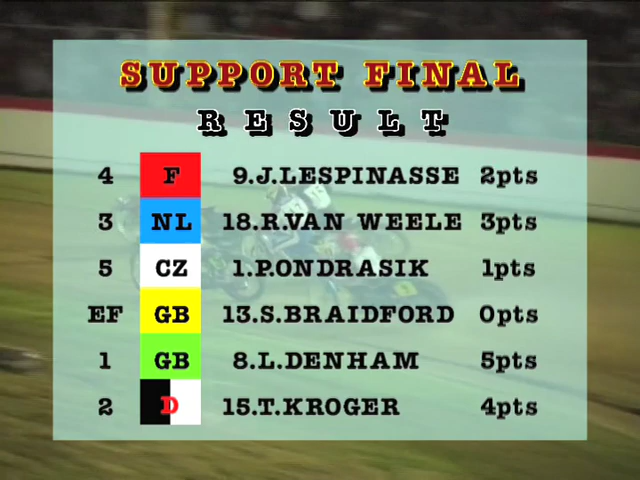 SUPPORT FINAL
RESULT
4 F 9.J.LESPINASSE 2pts
3 NL 18.R.VAN WEELE 3pts
5 CZ 1.P.ONDRASIK 1pts
EF GB 13.S.BRAIDFORD 0pts
1 GB 8.L.DENHAM 5pts
2 D 15.T.KROGER 4pts